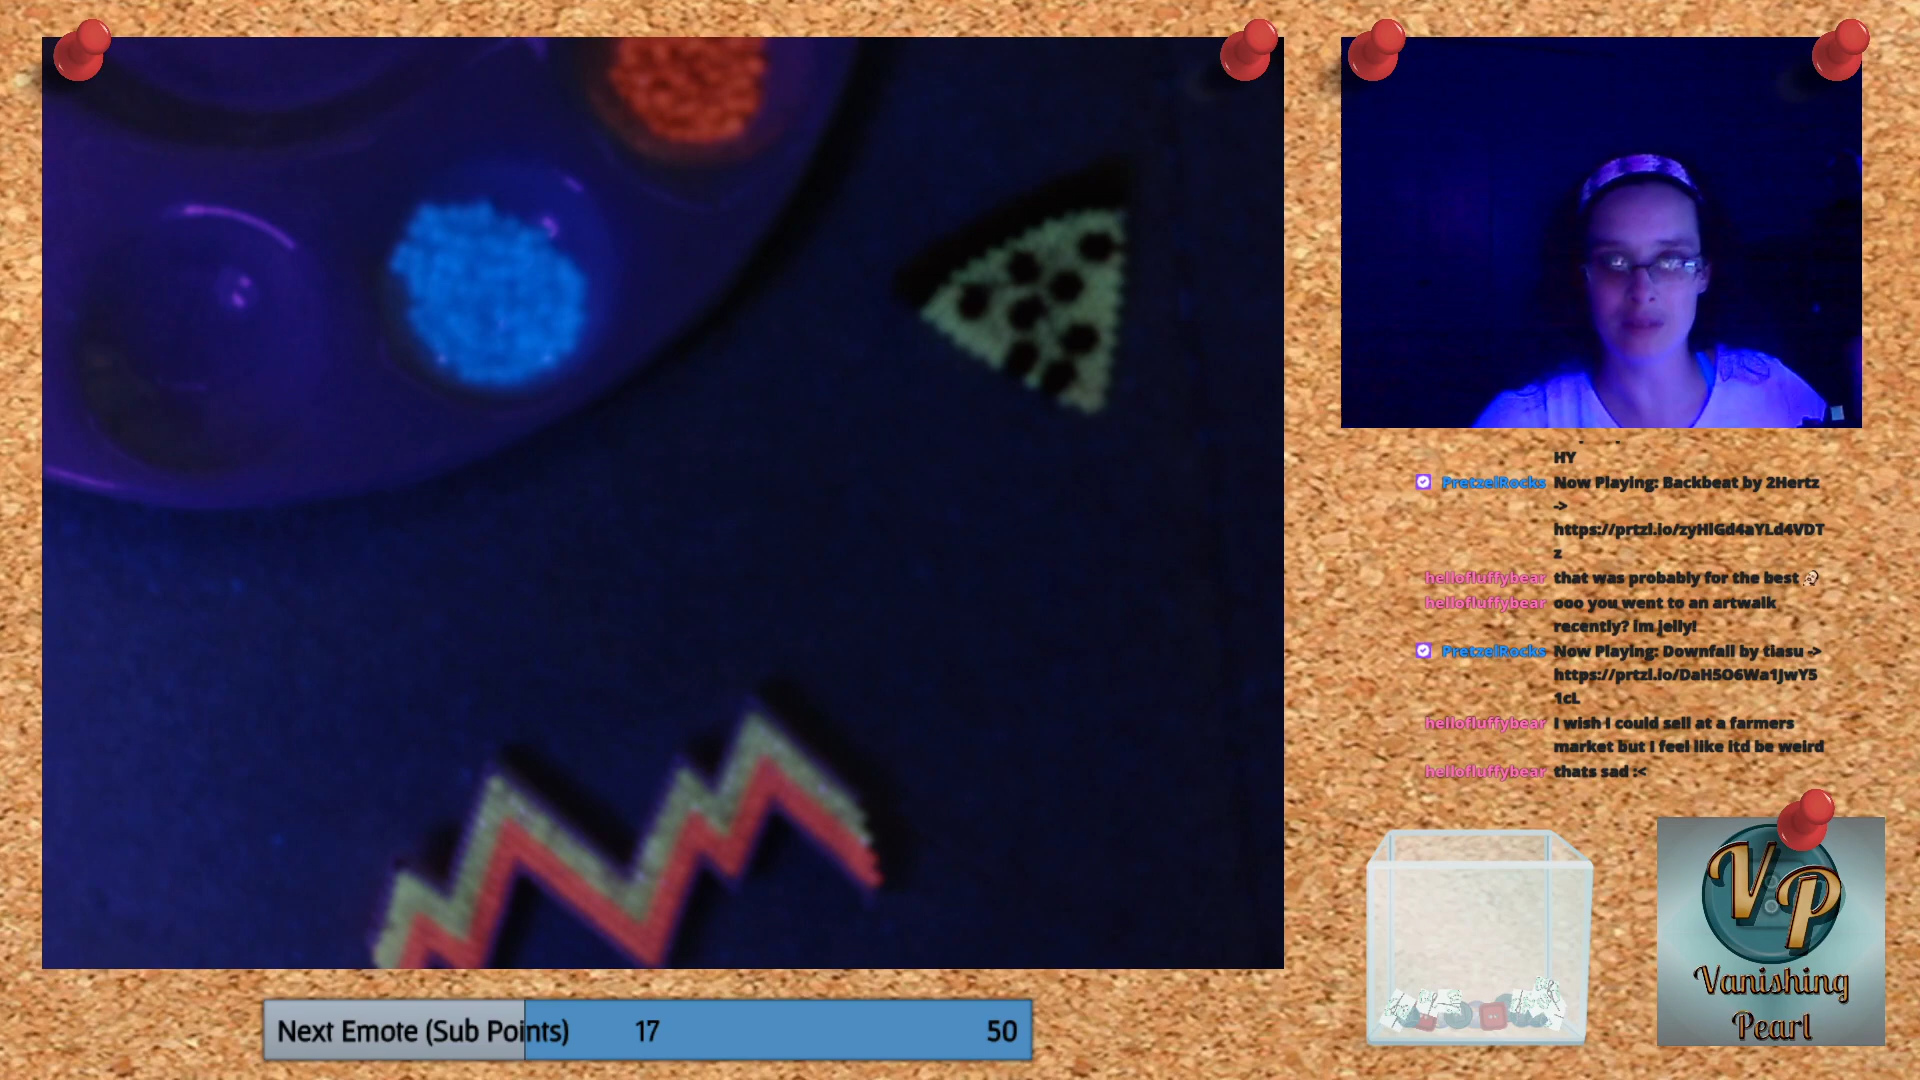 HY
PretzelRocks Now Playing: Backbeat by 2Hertz
->
https://prtzl.io/zyHlGd4aYLd4VDT
z
hellofluffybear that was probably for the best
hellofluffybear ooo you went to an artwalk
recently? im jelly!
PretzelRocks Now Playing: Downfall by tiasu ->
https://prtzl.io/DaH5O6Wa1JwY5
1cL
hellofluffybear I wish I could sell at a farmers
market but I feel like itd be weird
hellofluffybear thats sad :<
VP
Vanishing
Pearl
Next Emote (Sub Points) 17 50